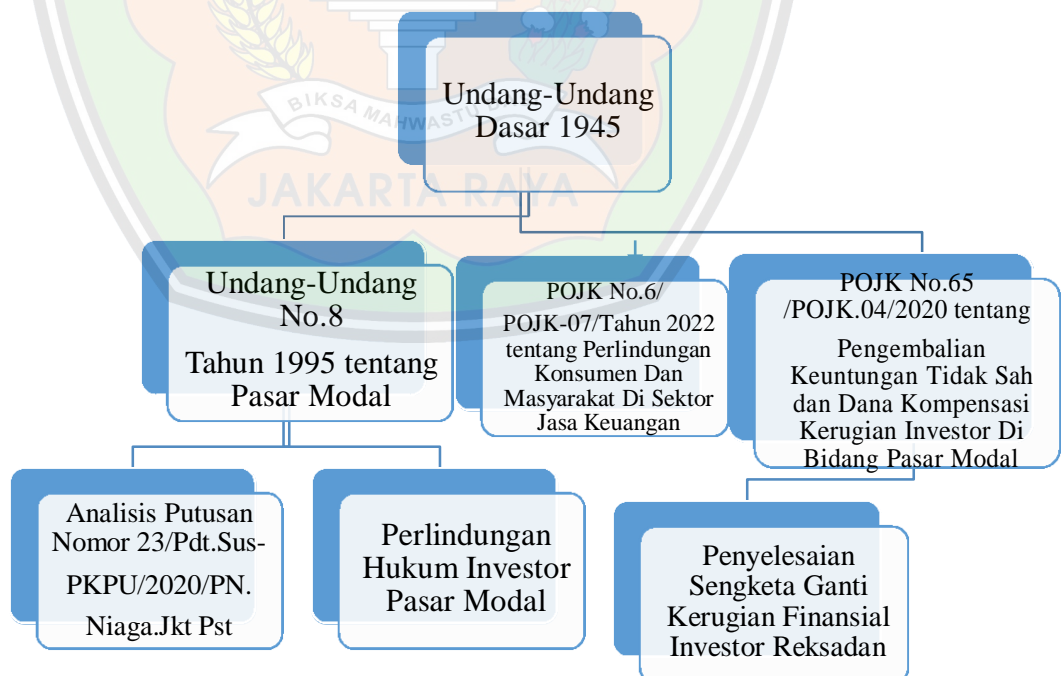 Undang-Undang
Dasar 1945
BIKSA MAHWASTU
JAKARTA RAYA
Undang-Undang
No.8
Tahun 1995 tentang
Pasar Modal
POJK No.6/
POJK-07/Tahun 2022
tentang Perlindungan
Konsumen Dan
Masyarakat Di Sektor
Jasa Keuangan
POJK No.65
/POJK.04/2020 tentang
Pengembalian
Keuntungan Tidak Sah
dan Dana Kompensasi
Kerugian Investor Di
Bidang Pasar Modal
Analisis Putusan
Nomor 23/Pdt.Sus-
PKPU/2020/PN.
Niaga.Jkt Pst
Perlindungan
Hukum Investor
Pasar Modal
Penyelesaian
Sengketa Ganti
Kerugian Finansial
Investor Reksadan